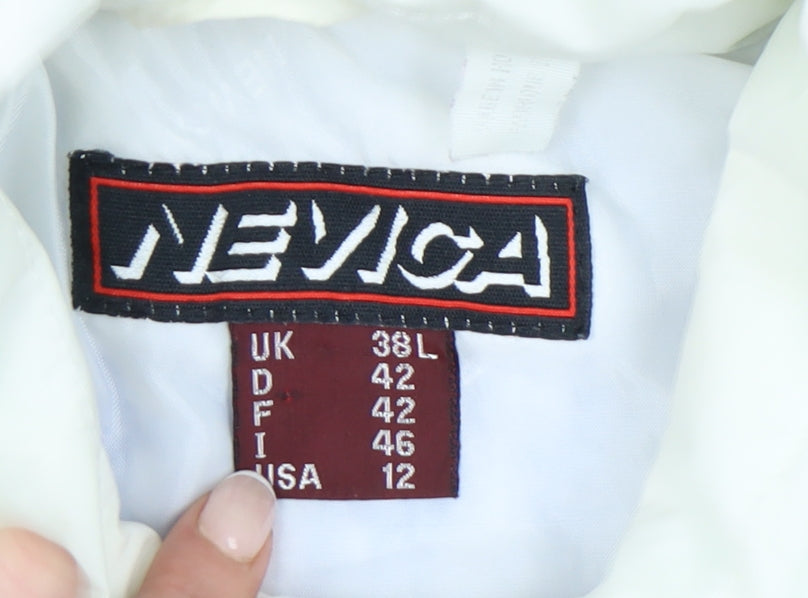 NEVICA
UK 38L
D 42
F 42
I 46
USA 12